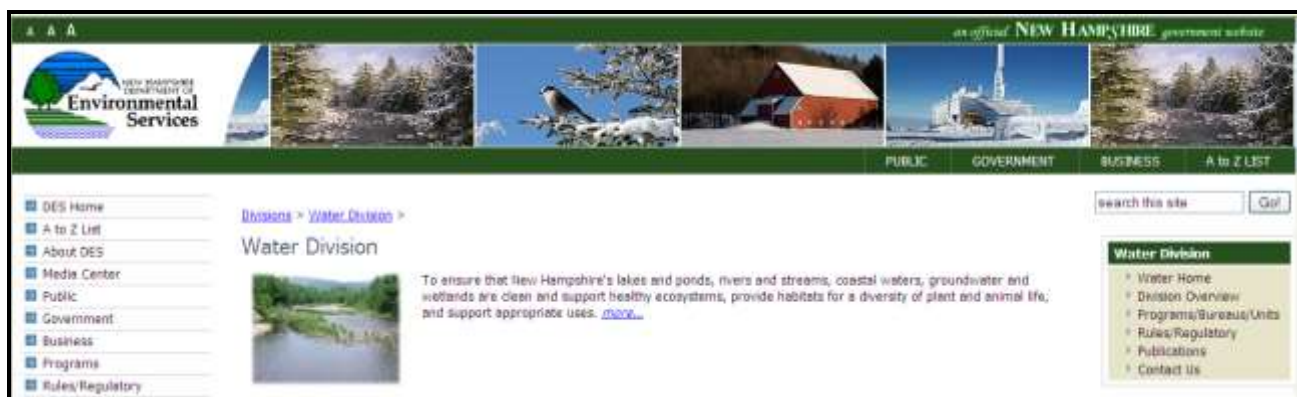 A A A
an official NEW HAMPSHIRE government website
NEW HAMPSHIRE
DEPARTMENT OF
Environmental
Services
PUBLIC GOVERNMENT BUSINESS A to Z LIST
DES Home
A to Z List
About DES
Media Center
Public
Government
Business
Programs
Rules/Regulatory
Divisions > Water Division >
Water Division
To ensure that New Hampshire's lakes and ponds, rivers and streams, coastal waters, groundwater and
wetlands are clean and support healthy ecosystems, provide habitats for a diversity of plant and animal life,
and support appropriate uses. more...
search this site Go!
Water Division
Water Home
Division Overview
Programs/Bureaus/Units
Rules/Regulatory
Publications
Contact Us